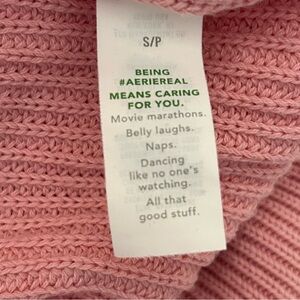 S/P
BEING
#AERIEREAL
MEANS CARING
FOR YOU.
Movie marathons.
Belly laughs.
Naps.
Dancing
like no one's
watching.
All that
good stuff.